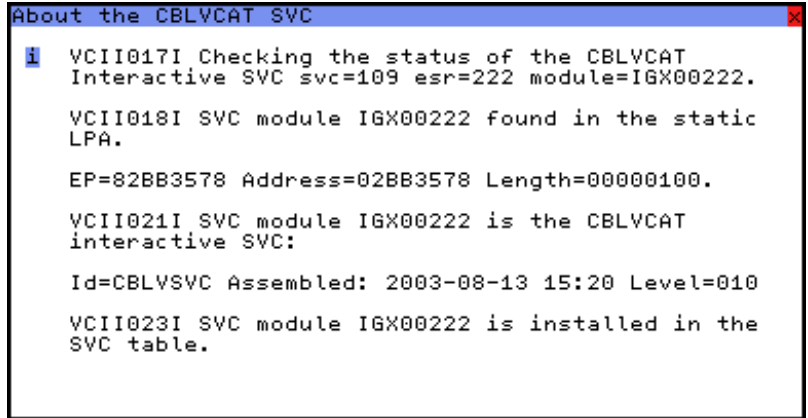 About the CBLVCAT SVC
x
i VCII017I Checking the status of the CBLVCAT
Interactive SVC svc=109 esr=222 module=IGX00222.
VCII018I SVC module IGX00222 found in the static
LPA.
EP=82BB3578 Address=02BB3578 Length=00000100.
VCII021I SVC module IGX00222 is the CBLVCAT
interactive SVC:
Id=CBLVSVC Assembled: 2003-08-13 15:20 Level=010
VCII023I SVC module IGX00222 is installed in the
SVC table.